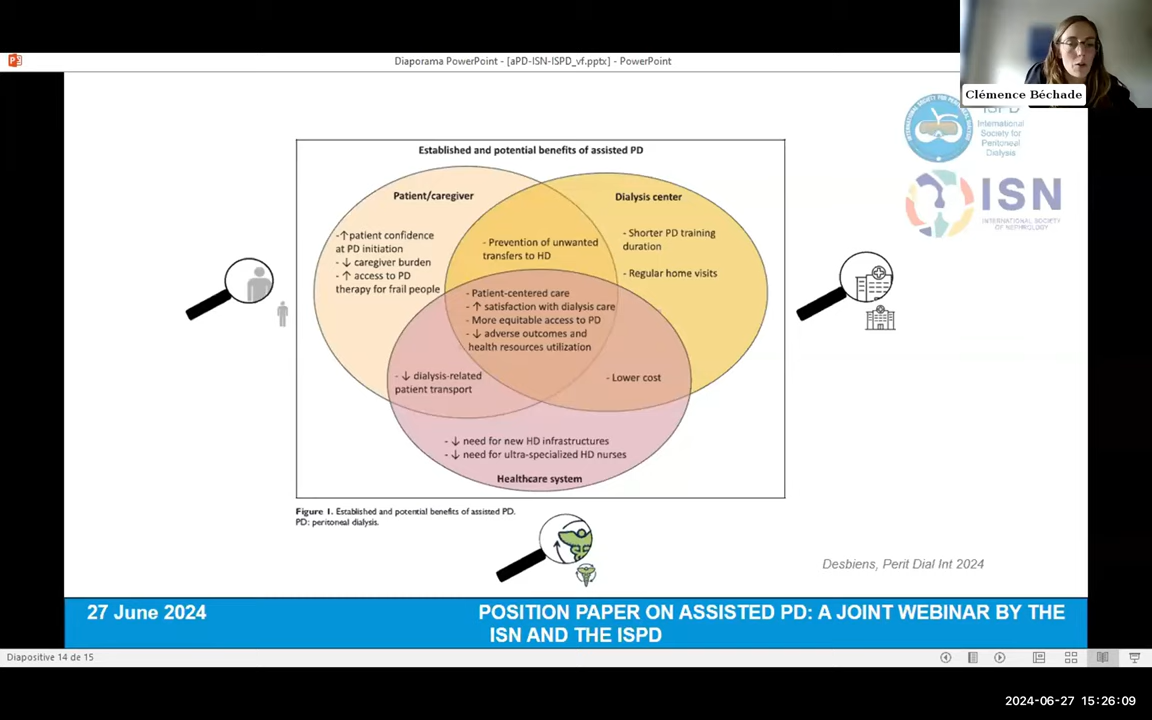 Diaporama PowerPoint - [aPD-ISN-ISPD_vf.pptx] - PowerPoint
Clémence Béchade
ISPD
International
Society for
Peritoneal
Dialysis
ISN
INTERNATIONAL SOCIETY
OF NEPHROLOGY
Established and potential benefits of assisted PD
Patient/caregiver
-↑patient confidence
at PD initiation
- ↓ caregiver burden
- ↑ access to PD
therapy for frail people
- Prevention of unwanted
transfers to HD
Dialysis center
- Shorter PD training
duration
- Regular home visits
- Patient-centered care
- ↑ satisfaction with dialysis care
- More equitable access to PD
- ↓ adverse outcomes and
health resources utilization
- ↓ dialysis-related
patient transport
- Lower cost
- ↓ need for new HD infrastructures
- ↓ need for ultra-specialized HD nurses
Healthcare system
Figure 1. Established and potential benefits of assisted PD.
PD: peritoneal dialysis.
Desbiens, Perit Dial Int 2024
27 June 2024
POSITION PAPER ON ASSISTED PD: A JOINT WEBINAR BY THE
ISN AND THE ISPD
Diapositive 14 de 15
2024-06-27 15:26:09